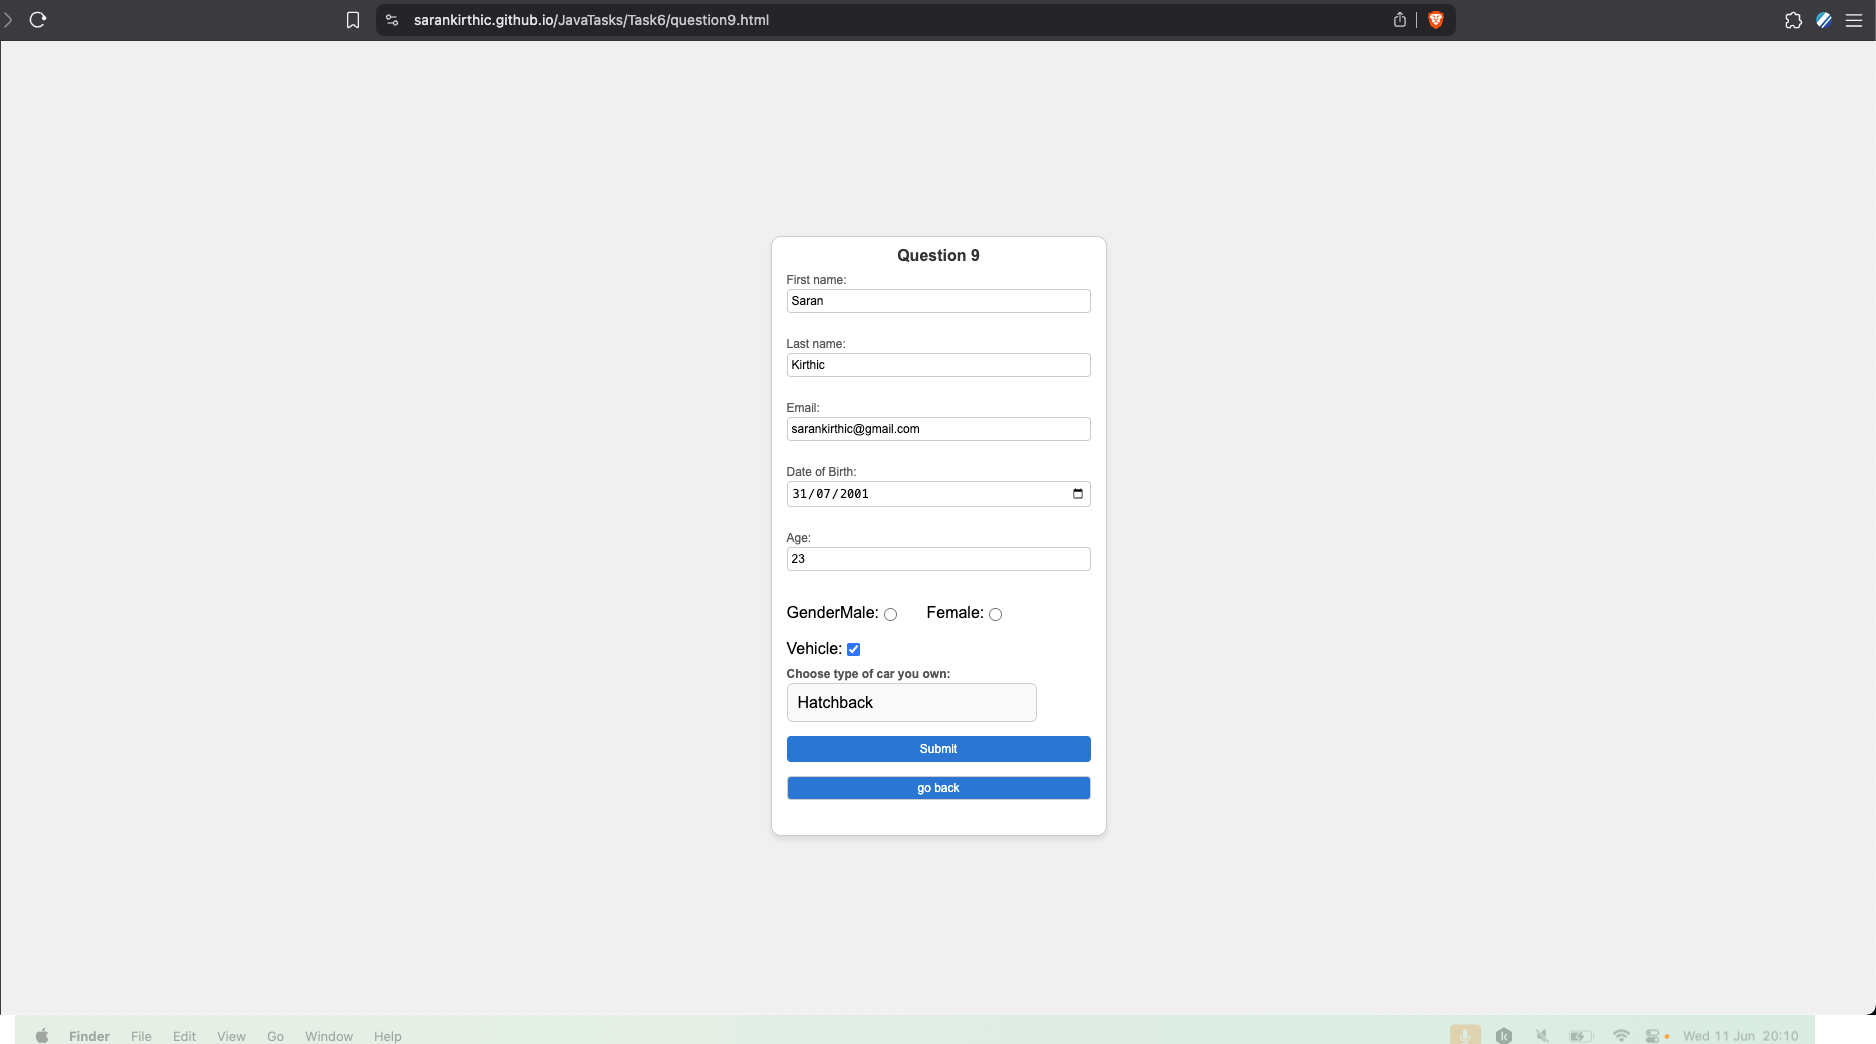 sarankirthic.github.io/JavaTasks/Task6/question9.html
Question 9
First name:
Saran
Last name:
Kirthic
Email:
sarankirthic@gmail.com
Date of Birth:
31/07/2001
Age:
23
GenderMale: Female:
Vehicle:
Choose type of car you own:
Hatchback
Submit
go back
Finder File Edit View Go Window Help k Wed 11 Jun 20:10